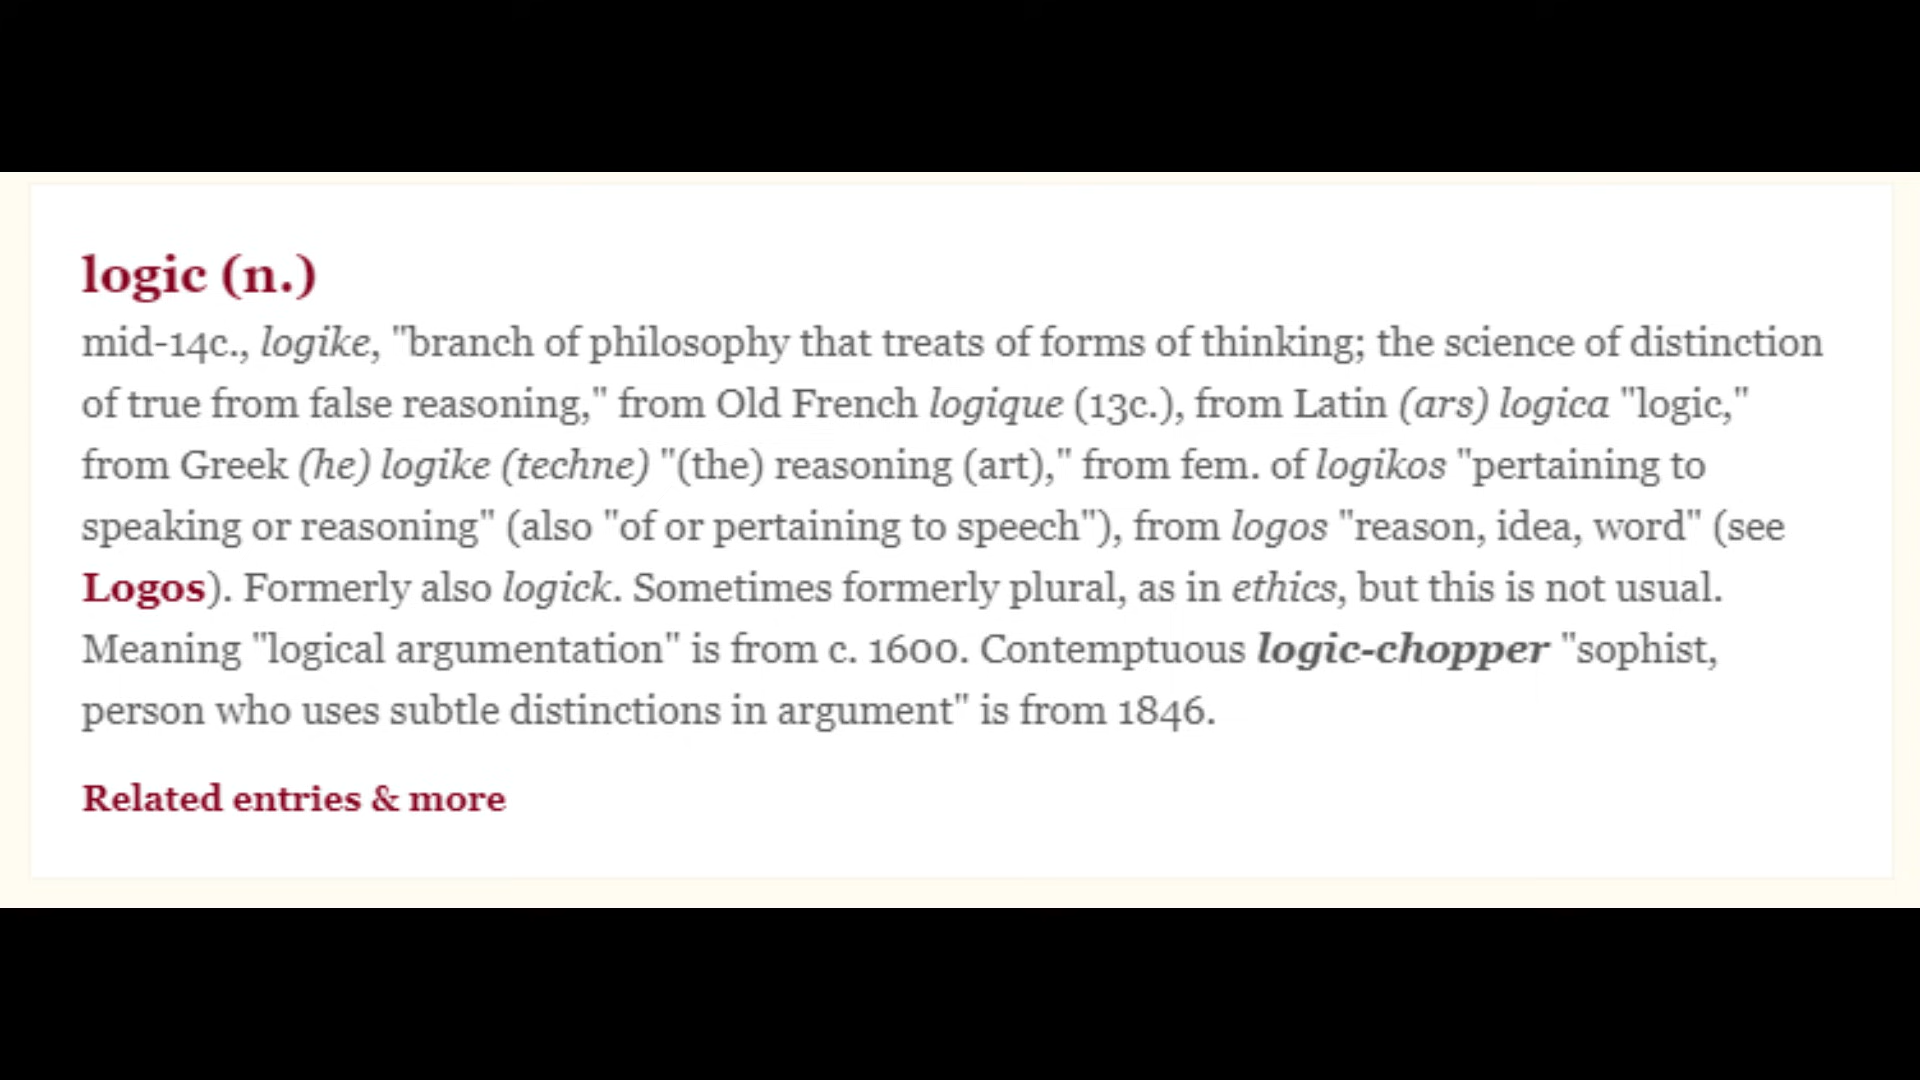 logic (n.)
mid-14c., logike, "branch of philosophy that treats of forms of thinking; the science of distinction
of true from false reasoning," from Old French logique (13c.), from Latin (ars) logica "logic,"
from Greek (he) logike (techne) "(the) reasoning (art)," from fem. of logikos "pertaining to
speaking or reasoning" (also "of or pertaining to speech"), from logos "reason, idea, word" (see
Logos). Formerly also logick. Sometimes formerly plural, as in ethics, but this is not usual.
Meaning "logical argumentation" is from c. 1600. Contemptuous logic-chopper "sophist,
person who uses subtle distinctions in argument" is from 1846.
Related entries & more